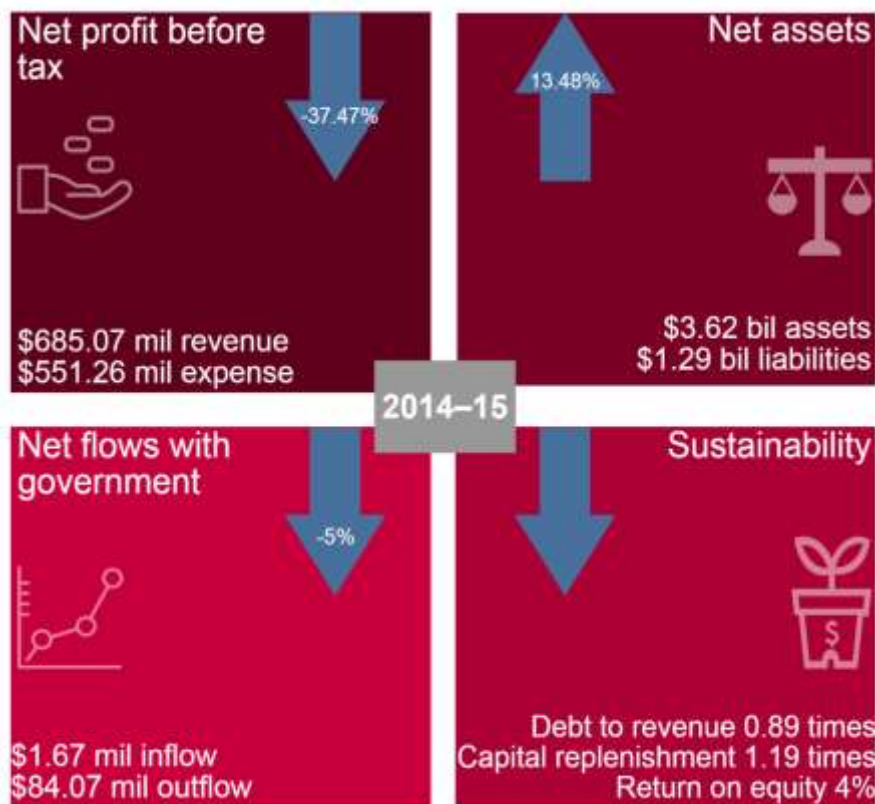 Net profit before
tax
-37.47%
$685.07 mil revenue
$551.26 mil expense
Net assets
13.48%
$3.62 bil assets
$1.29 bil liabilities
2014–15
Net flows with
government
-5%
$1.67 mil inflow
$84.07 mil outflow
Sustainability
$
Debt to revenue 0.89 times
Capital replenishment 1.19 times
Return on equity 4%